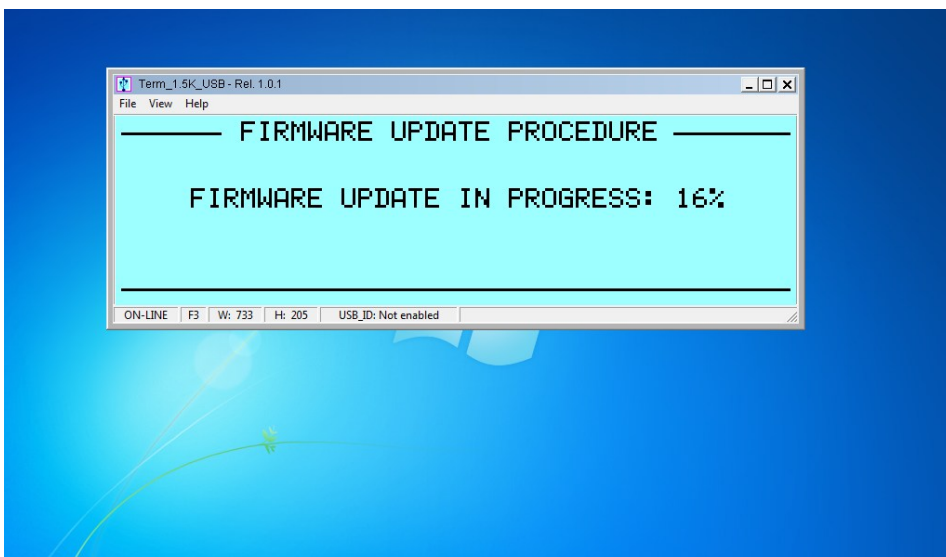 Term_1.5K_USB - Rel. 1.0.1
File View Help
FIRMWARE UPDATE PROCEDURE
FIRMWARE UPDATE IN PROGRESS: 16%
ON-LINE F3 W: 733 H: 205 USB_ID: Not enabled